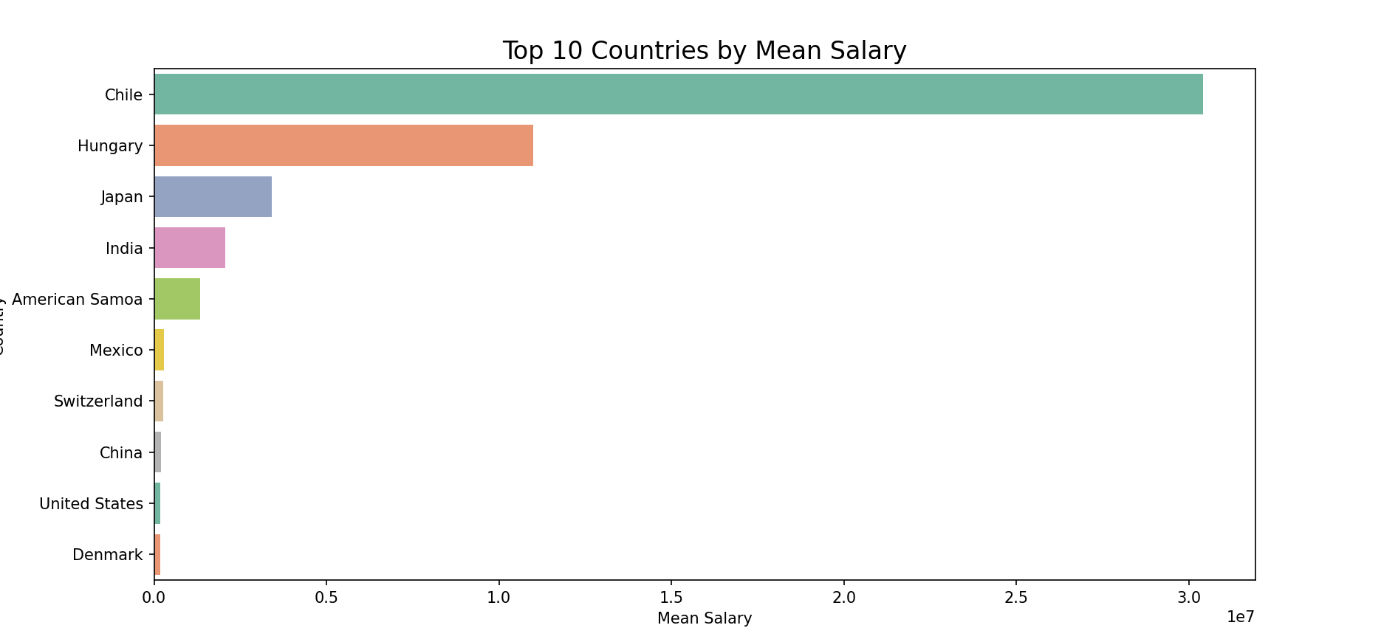 Top 10 Countries by Mean Salary
Chile
Hungary
Japan
India
American Samoa
Mexico
Switzerland
China
United States
Denmark
0.0 0.5 1.0 1.5 2.0 2.5 3.0
1e7
Mean Salary